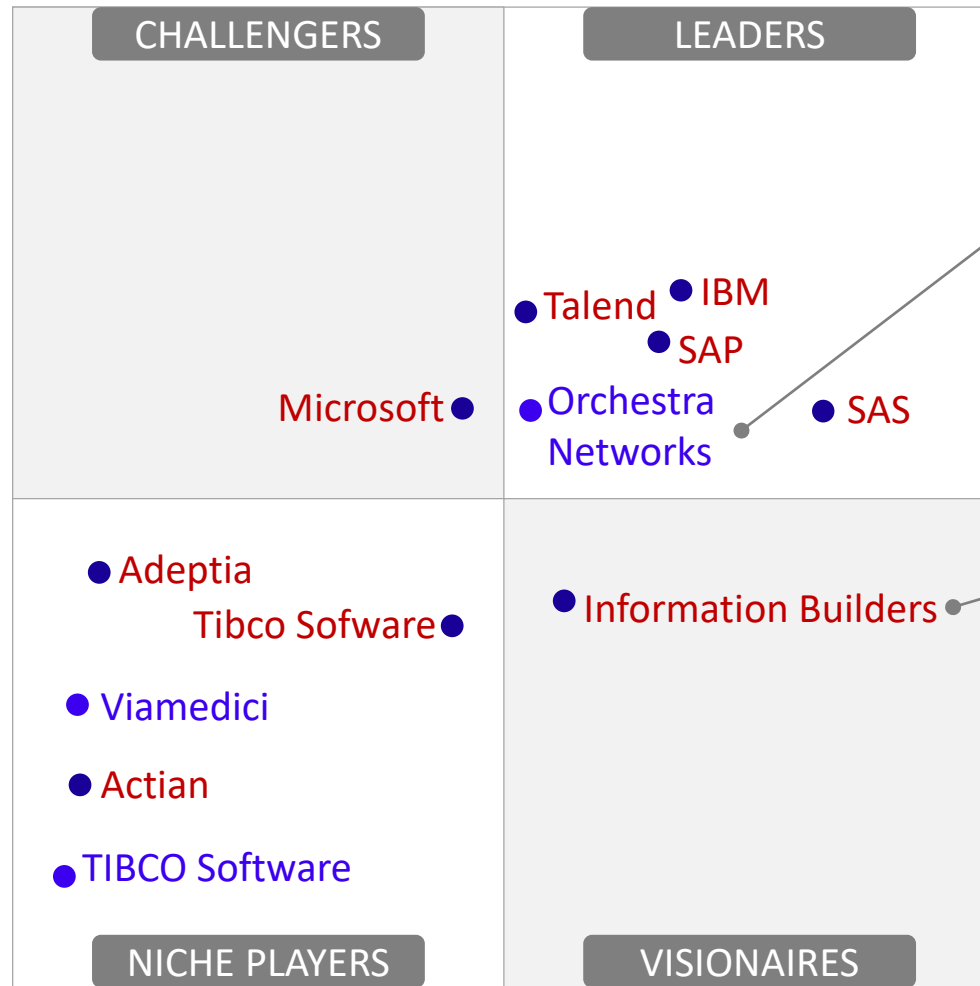 CHALLENGERS
LEADERS
IBM
Talend
SAP
Orchestra
Networks
Microsoft
SAS
Adeptia
Information Builders
Tibco Sofware
Viamedici
Actian
TIBCO Software
NICHE PLAYERS
VISIONAIRES